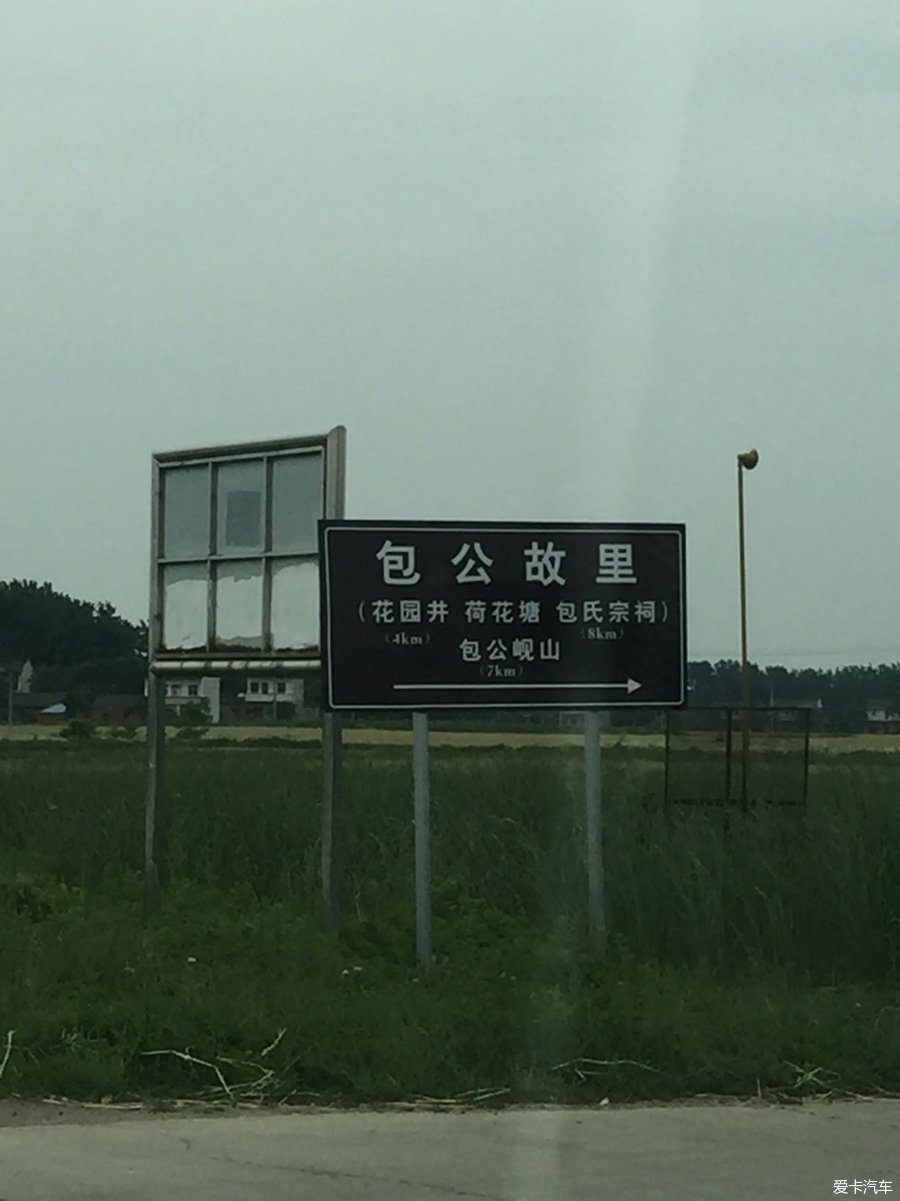 包公故里
(花园井 荷花塘 包氏宗祠)
(4km) (8km)
包公岘山
(7km)
爱卡汽车